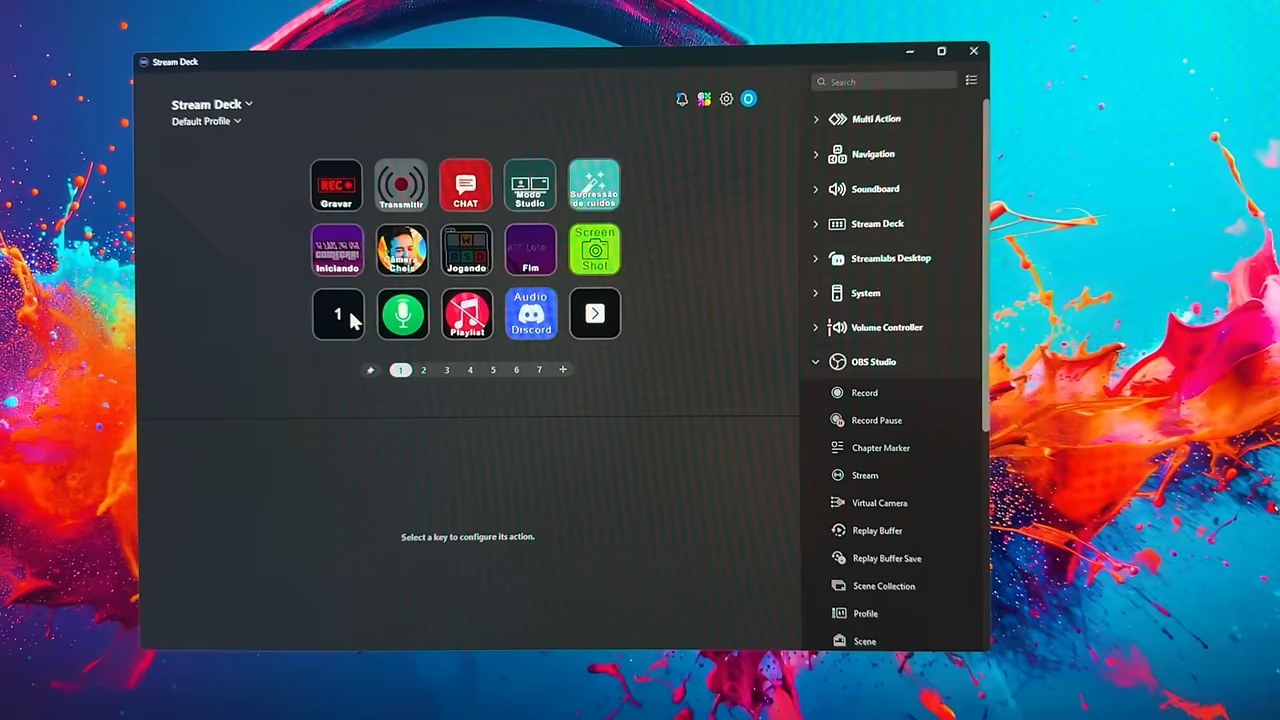 Stream Deck
Search
Stream Deck
Default Profile
REC
Gravar
Transmitir
CHAT
Modo
Studio
Supressão
de ruídos
COMEÇAR!
Iniciando
Câmera
Cheia
W
A S D
Jogando
Fim
Screen
Shot
1
Playlist
Audio
Discord
1 2 3 4 5 6 7 +
Select a key to configure its action.
Multi Action
Navigation
Soundboard
Stream Deck
Streamlabs Desktop
System
Volume Controller
OBS Studio
Record
Record Pause
Chapter Marker
Stream
Virtual Camera
Replay Buffer
Replay Buffer Save
Scene Collection
Profile
Scene